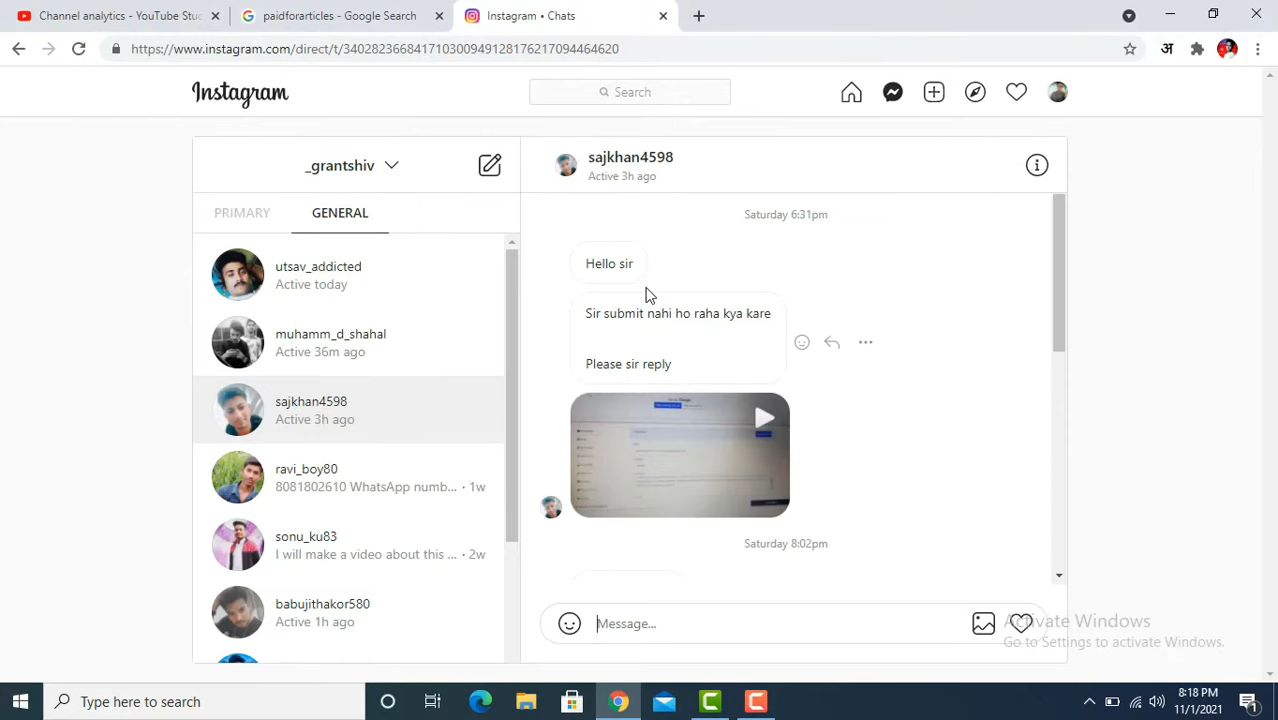 Channel analytics - YouTube Stu
paidforarticles - Google Search
Instagram • Chats
https://www.instagram.com/direct/t/340282366841710300949128176217094464620
अ
Instagram
Search
_grantshiv
sajkhan4598
Active 3h ago
PRIMARY
GENERAL
Saturday 6:31pm
utsav_addicted
Active today
Hello sir
muhamm_d_shahal
Active 36m ago
Sir submit nahi ho raha kya kare
Please sir reply
sajkhan4598
Active 3h ago
ravi_boy80
8081802610 WhatsApp numb... · 1w
sonu_ku83
I will make a video about this ... · 2w
Saturday 8:02pm
babujithakor580
Active 1h ago
Message...
Activate Windows
Go to Settings to activate Windows.
Type here to search
8:18 PM
11/1/2021
1